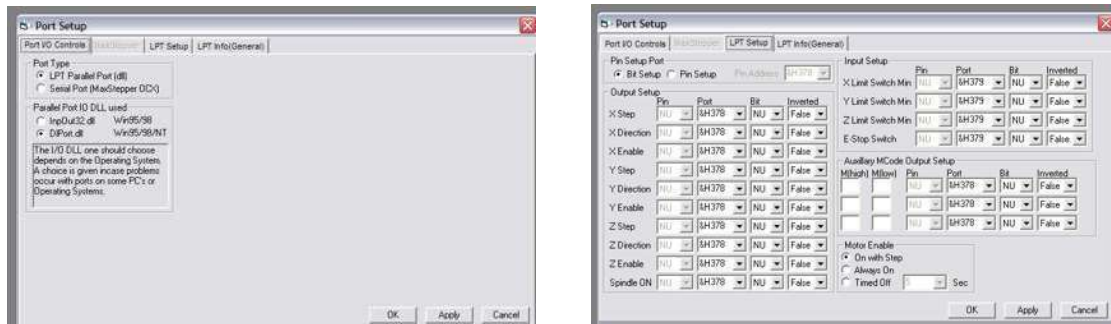 Port Setup
Port I/O Controls MaxStepper LPT Setup LPT Info(General)
Port Type
LPT Parallel Port (dll)
Serial Port (MaxStepper OCX)
Parallel Port IO DLL used
InpOut32.dll Win95/98
DlPort.dll Win95/98/NT
The I/O DLL one should choose
depends on the Operating System.
A choice is given incase problems
occur with ports on some PC's or
Operating Systems.
OK Apply Cancel
Port Setup
Port I/O Controls MaxStepper LPT Setup LPT Info(General)
Pin Setup Port
Bit Setup Pin Setup Pin Address &H378
Output Setup
Pin Port Bit Inverted
X Step NU &H378 NU False
X Direction NU &H378 NU False
X Enable NU &H378 NU False
Y Step NU &H378 NU False
Y Direction NU &H378 NU False
Y Enable NU &H378 NU False
Z Step NU &H378 NU False
Z Direction NU &H378 NU False
Z Enable NU &H378 NU False
Spindle ON NU &H378 NU False
Input Setup
Pin Port Bit Inverted
X Limit Switch Min NU &H379 NU False
Y Limit Switch Min NU &H379 NU False
Z Limit Switch Min NU &H379 NU False
E-Stop Switch NU &H379 NU False
Auxillary MCode Output Setup
M(high) M(low) Pin Port Bit Inverted
NU &H378 NU False
NU &H378 NU False
NU &H378 NU False
Motor Enable
On with Step
Always On
Timed Off 5 Sec
OK Apply Cancel